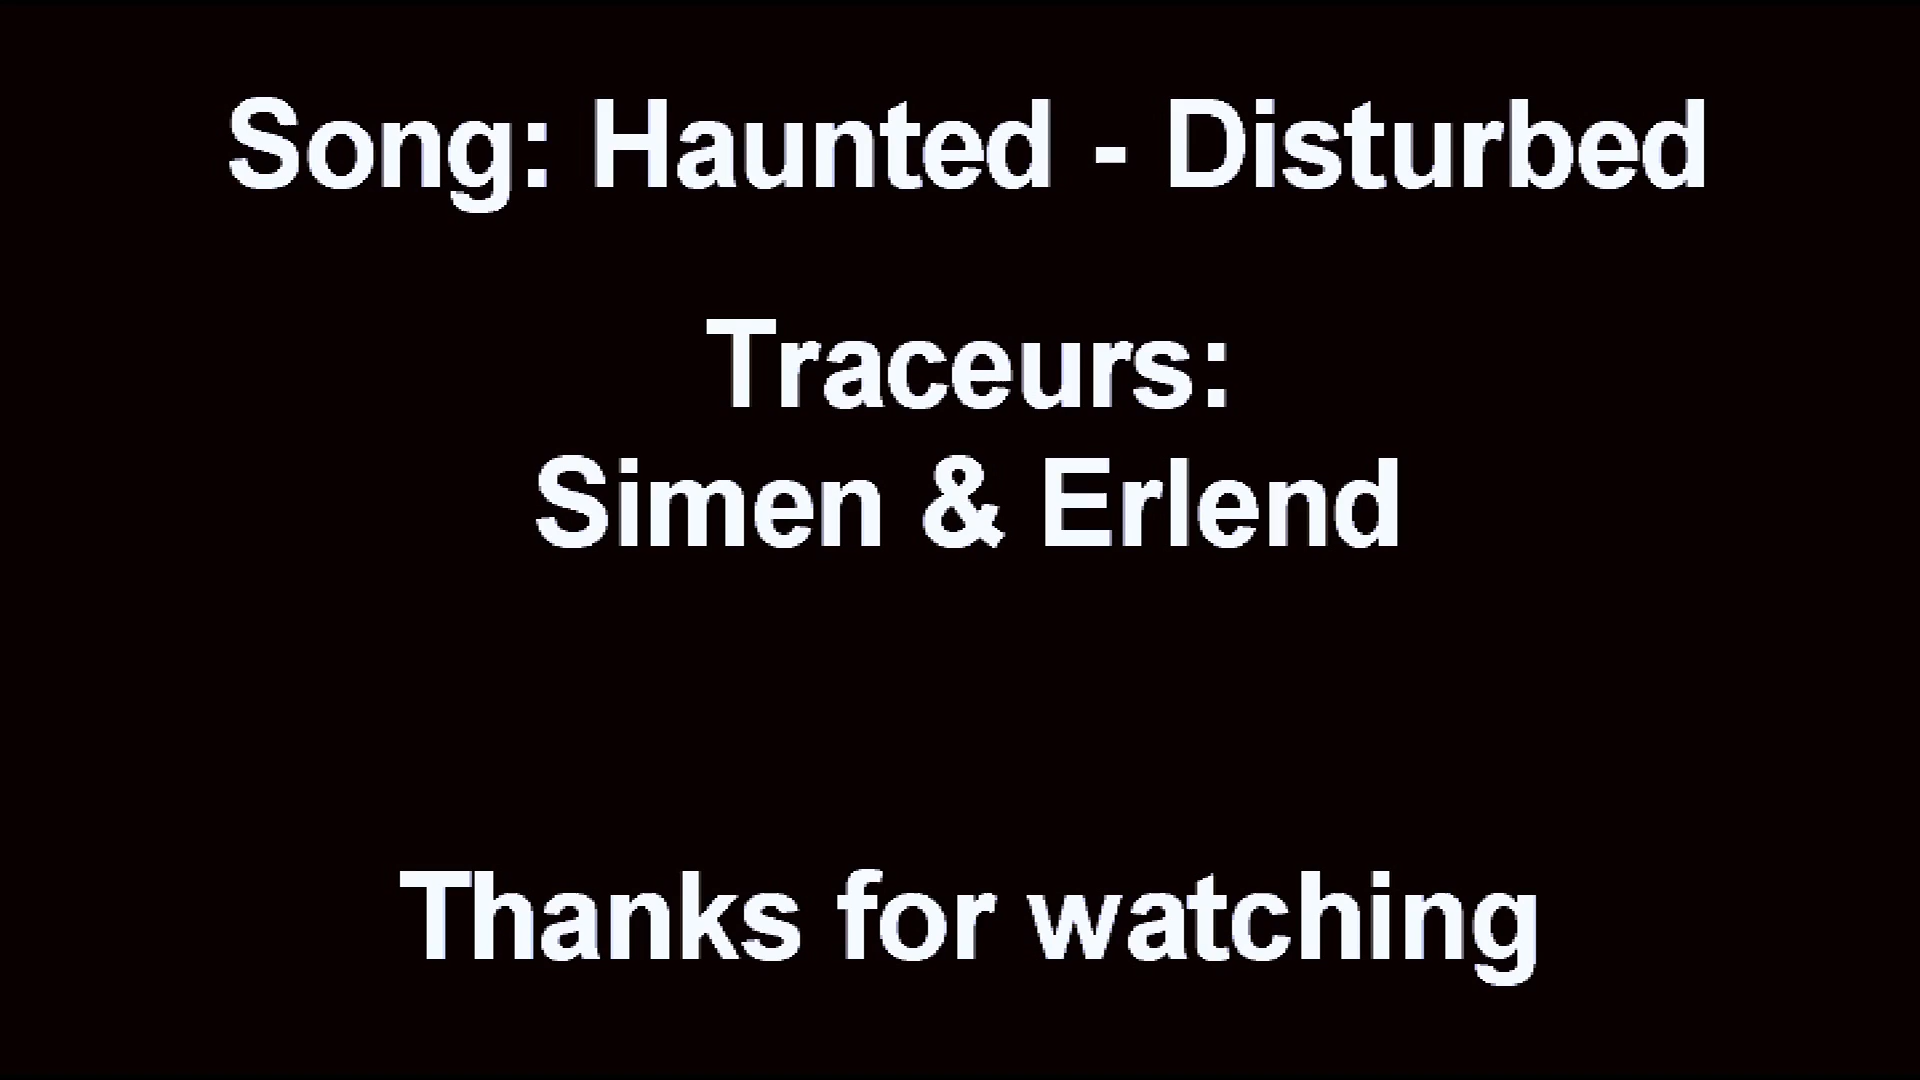 Song: Haunted - Disturbed
Traceurs:
Simen & Erlend
Thanks for watching